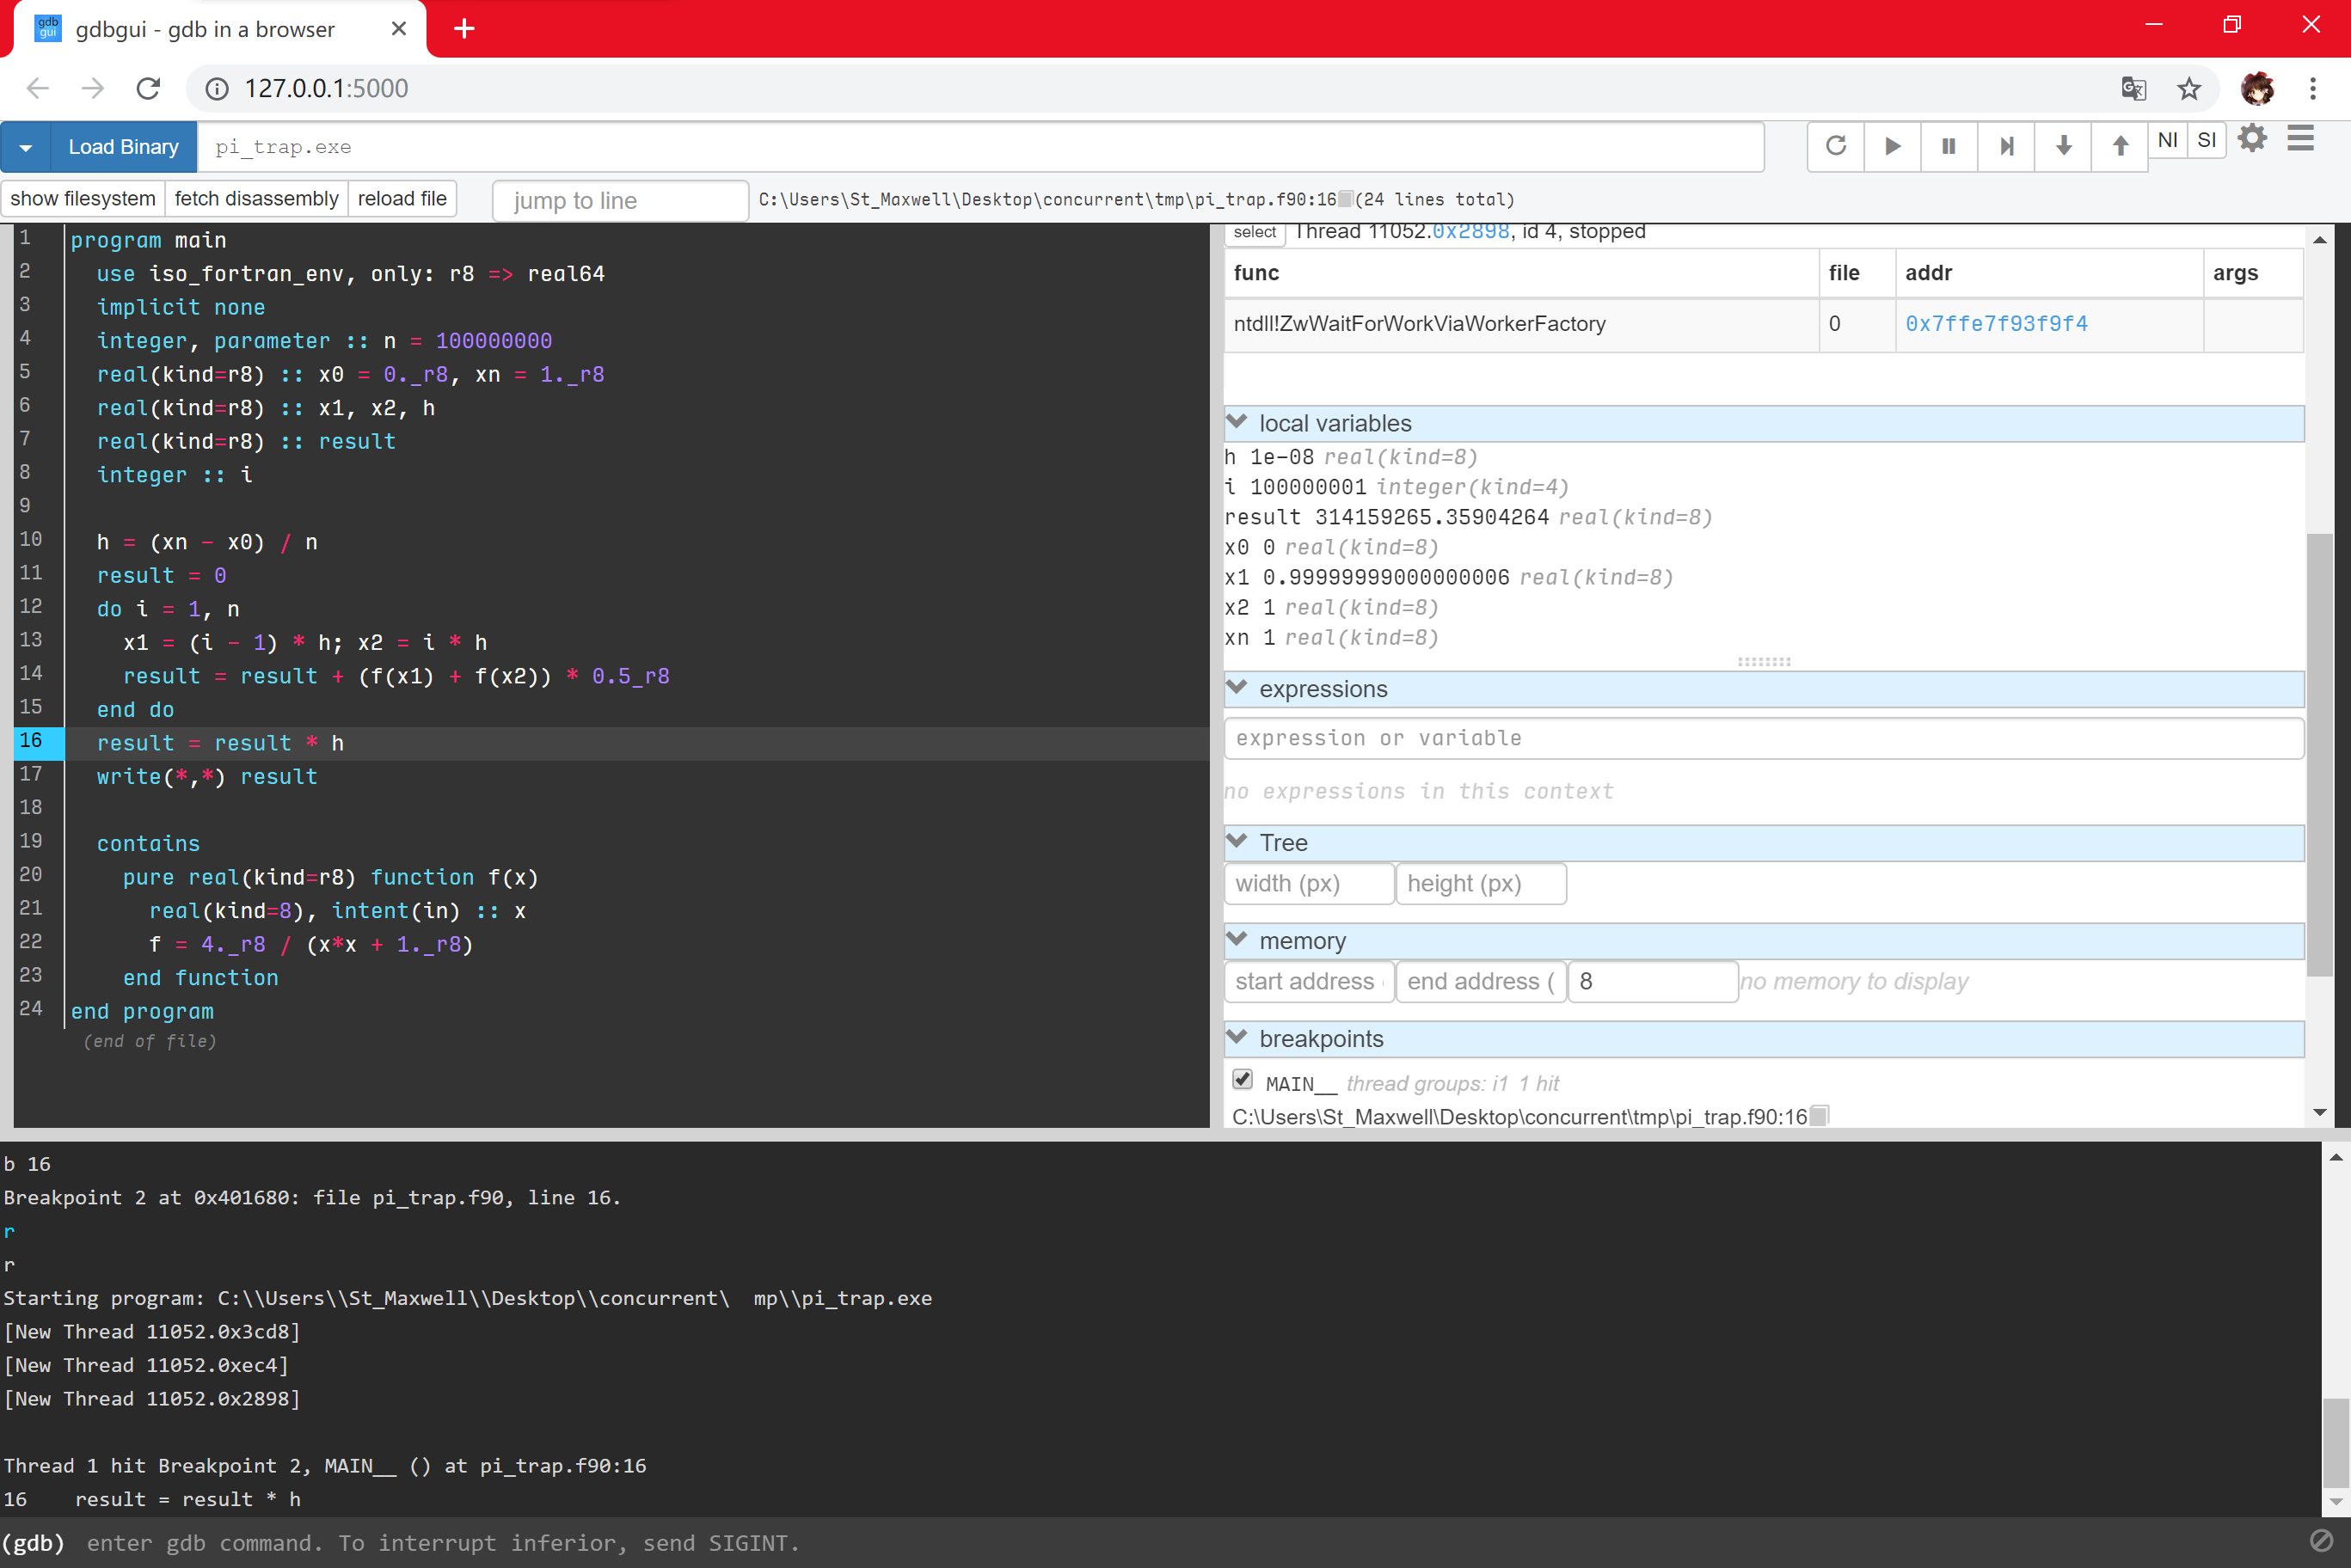 gdb gui gdbgui - gdb in a browser
127.0.0.1:5000
Load Binary pi_trap.exe NI SI
show filesystem fetch disassembly reload file jump to line C:\Users\St_Maxwell\Desktop\concurrent\tmp\pi_trap.f90:16 (24 lines total)
1 program main
2 use iso_fortran_env, only: r8 => real64
3 implicit none
4 integer, parameter :: n = 100000000
5 real(kind=r8) :: x0 = 0._r8, xn = 1._r8
6 real(kind=r8) :: x1, x2, h
7 real(kind=r8) :: result
8 integer :: i
9
10 h = (xn - x0) / n
11 result = 0
12 do i = 1, n
13 x1 = (i - 1) * h; x2 = i * h
14 result = result + (f(x1) + f(x2)) * 0.5_r8
15 end do
16 result = result * h
17 write(*,*) result
18
19 contains
20 pure real(kind=r8) function f(x)
21 real(kind=8), intent(in) :: x
22 f = 4._r8 / (x*x + 1._r8)
23 end function
24 end program
(end of file)
select Thread 11052.0x2898, id 4, stopped
func file addr args
ntdll!ZwWaitForWorkViaWorkerFactory 0 0x7ffe7f93f9f4
local variables
h 1e-08 real(kind=8)
i 100000001 integer(kind=4)
result 314159265.35904264 real(kind=8)
x0 0 real(kind=8)
x1 0.99999999000000006 real(kind=8)
x2 1 real(kind=8)
xn 1 real(kind=8)
expressions
expression or variable
no expressions in this context
Tree
width (px) height (px)
memory
start address end address ( 8 no memory to display
breakpoints
MAIN__ thread groups: i1 1 hit
C:\Users\St_Maxwell\Desktop\concurrent\tmp\pi_trap.f90:16
b 16
Breakpoint 2 at 0x401680: file pi_trap.f90, line 16.
r
r
Starting program: C:\\Users\\St_Maxwell\\Desktop\\concurrent\ mp\\pi_trap.exe
[New Thread 11052.0x3cd8]
[New Thread 11052.0xec4]
[New Thread 11052.0x2898]
Thread 1 hit Breakpoint 2, MAIN__ () at pi_trap.f90:16
16 result = result * h
(gdb) enter gdb command. To interrupt inferior, send SIGINT.